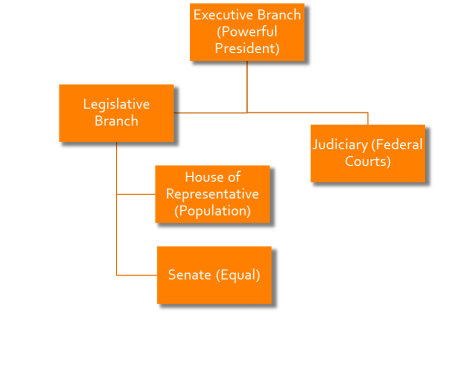 Executive Branch
(Powerful
President)
Legislative
Branch
Judiciary (Federal
Courts)
House of
Representative
(Population)
Senate (Equal)